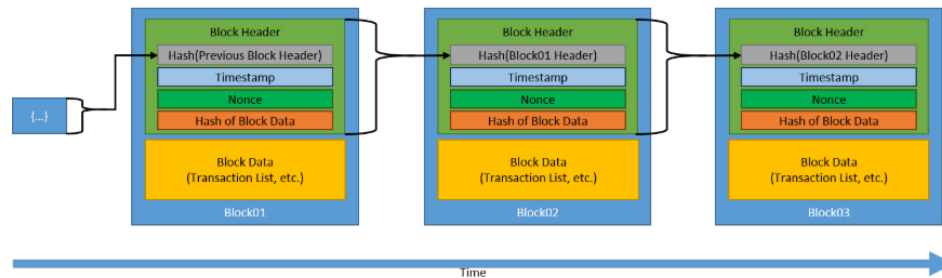 {...}
Block Header
Hash(Previous Block Header)
Timestamp
Nonce
Hash of Block Data
Block Data
(Transaction List, etc.)
Block01
Block Header
Hash(Block01 Header)
Timestamp
Nonce
Hash of Block Data
Block Data
(Transaction List, etc.)
Block02
Block Header
Hash(Block02 Header)
Timestamp
Nonce
Hash of Block Data
Block Data
(Transaction List, etc.)
Block03
Time